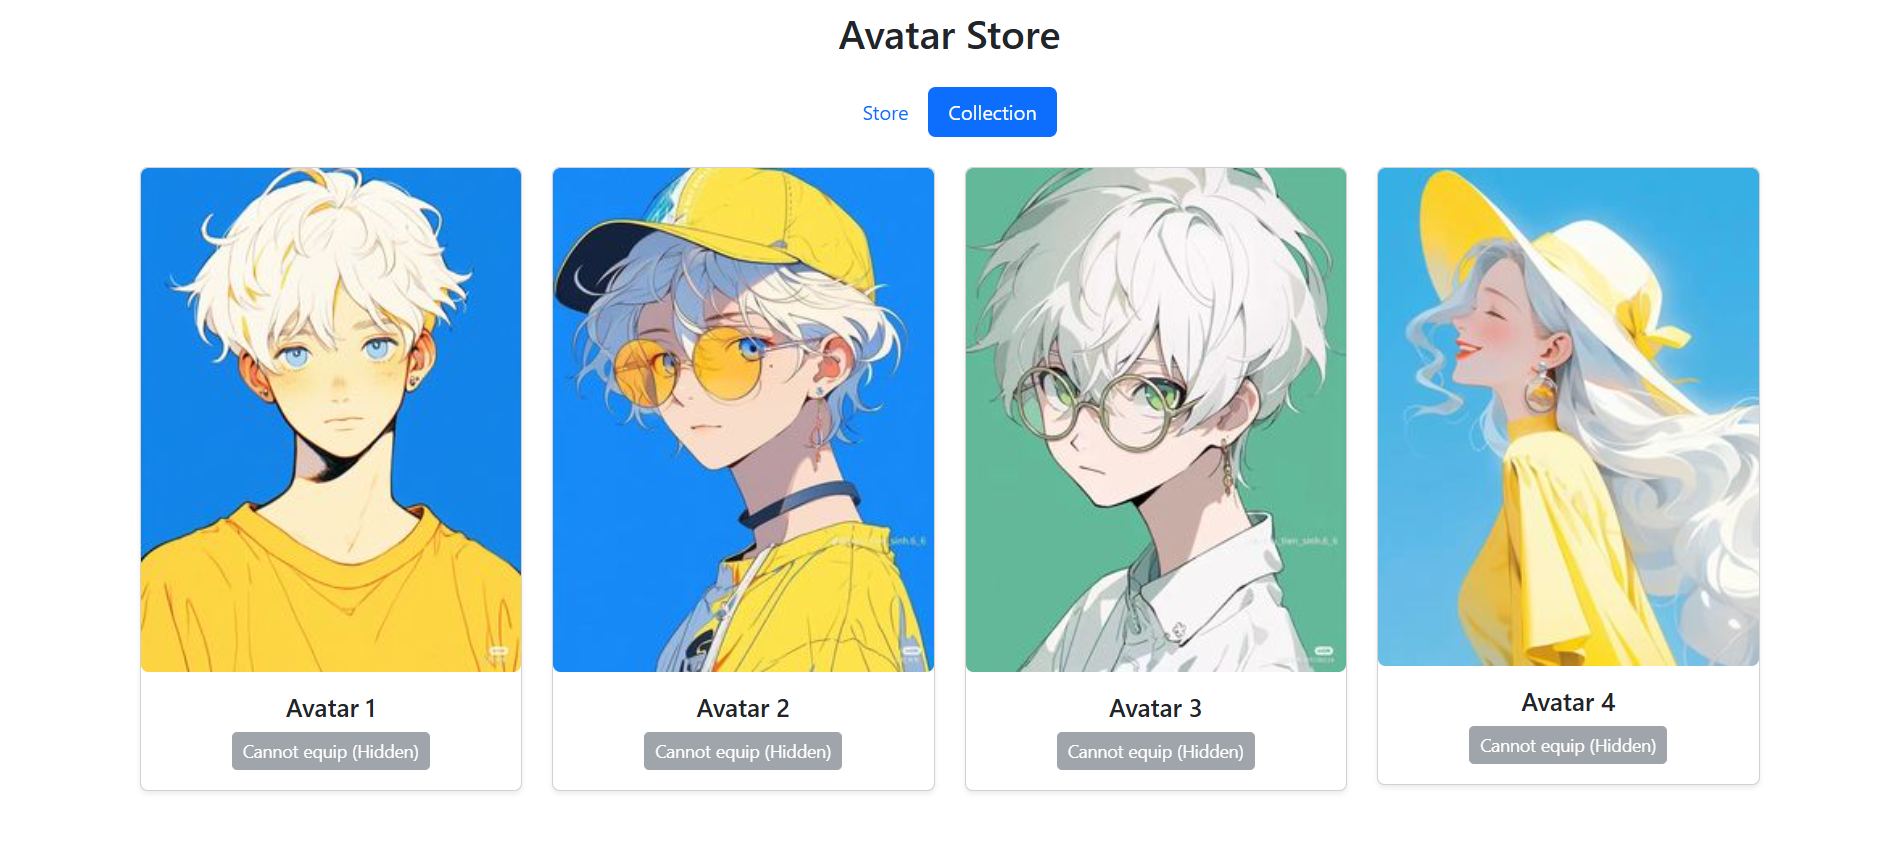 Avatar Store
Store
Collection
Avatar 1
Cannot equip (Hidden)
Avatar 2
Cannot equip (Hidden)
Avatar 3
Cannot equip (Hidden)
Avatar 4
Cannot equip (Hidden)